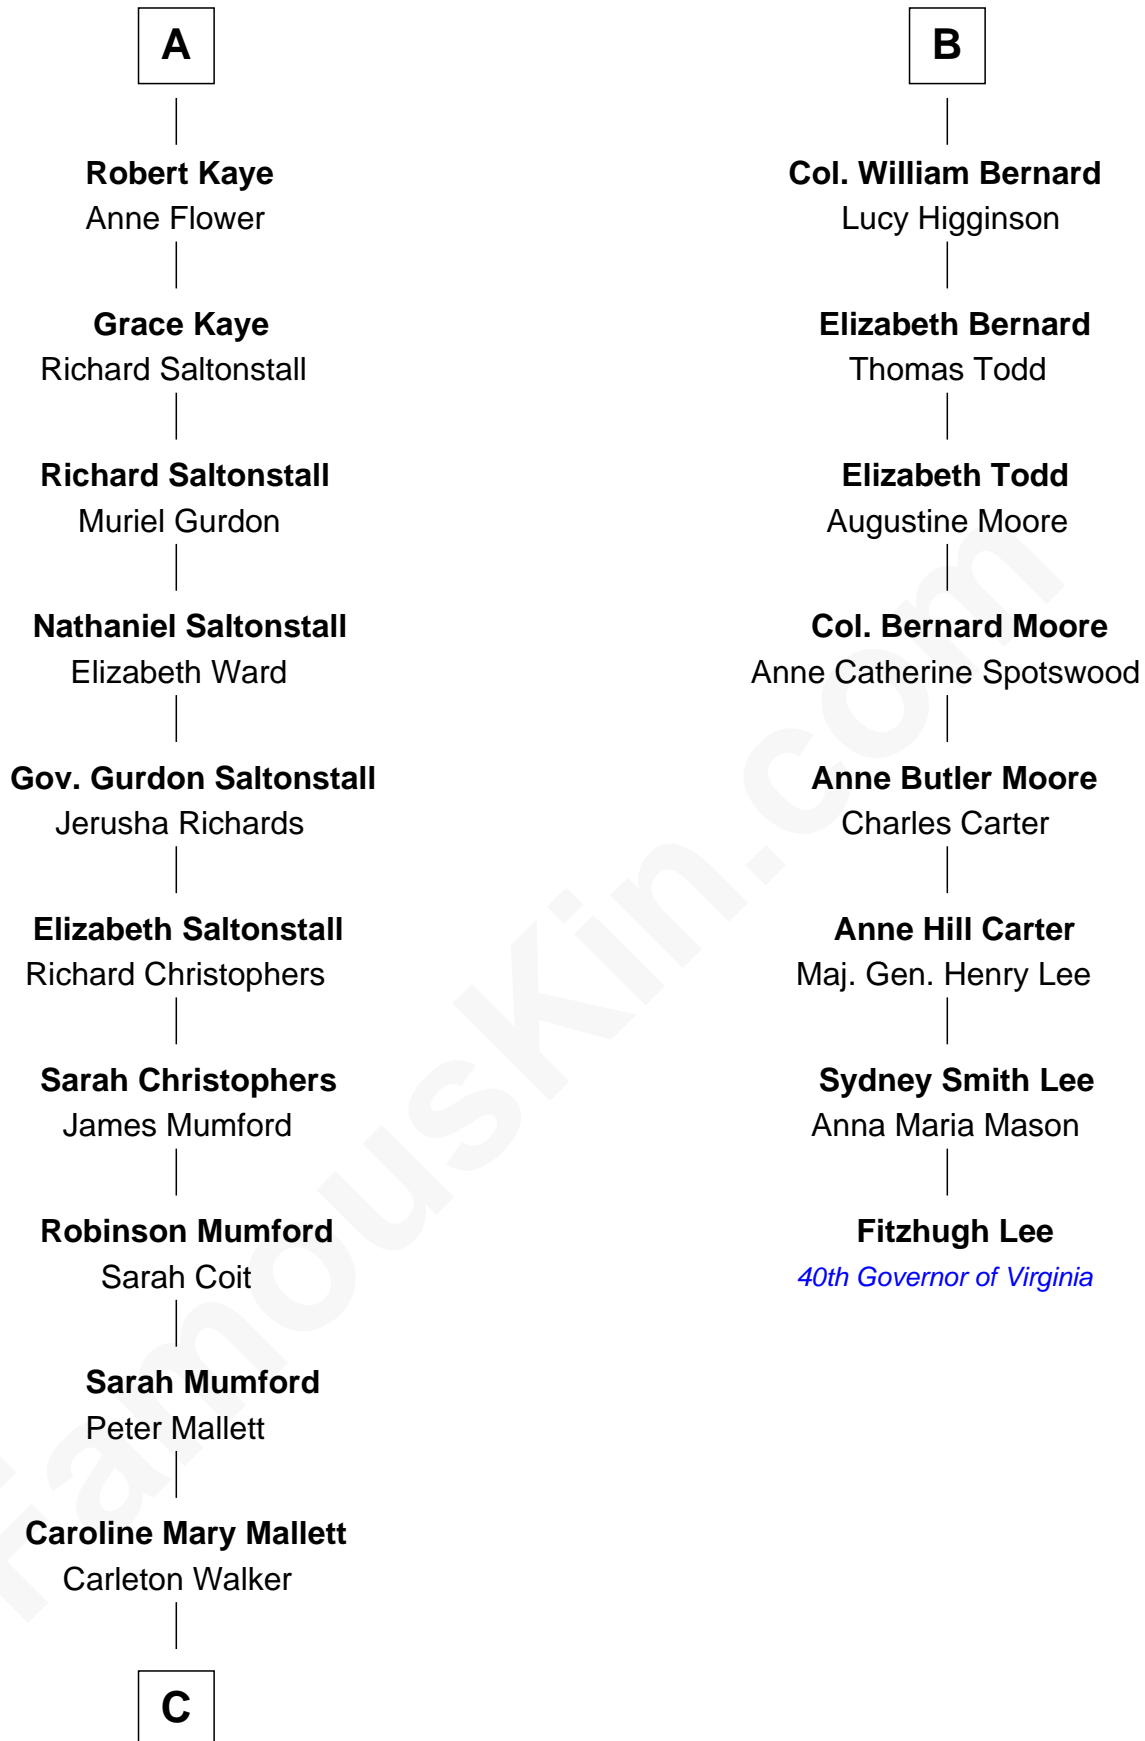 A
Robert Kaye
Anne Flower
Grace Kaye
Richard Saltonstall
Richard Saltonstall
Muriel Gurdon
Nathaniel Saltonstall
Elizabeth Ward
Gov. Gurdon Saltonstall
Jerusha Richards
Elizabeth Saltonstall
Richard Christophers
Sarah Christophers
James Mumford
Robinson Mumford
Sarah Coit
Sarah Mumford
Peter Mallett
Caroline Mary Mallett
Carleton Walker
C
B
Col. William Bernard
Lucy Higginson
Elizabeth Bernard
Thomas Todd
Elizabeth Todd
Augustine Moore
Col. Bernard Moore
Anne Catherine Spotswood
Anne Butler Moore
Charles Carter
Anne Hill Carter
Maj. Gen. Henry Lee
Sydney Smith Lee
Anna Maria Mason
Fitzhugh Lee
40th Governor of Virginia
FamousKin.com